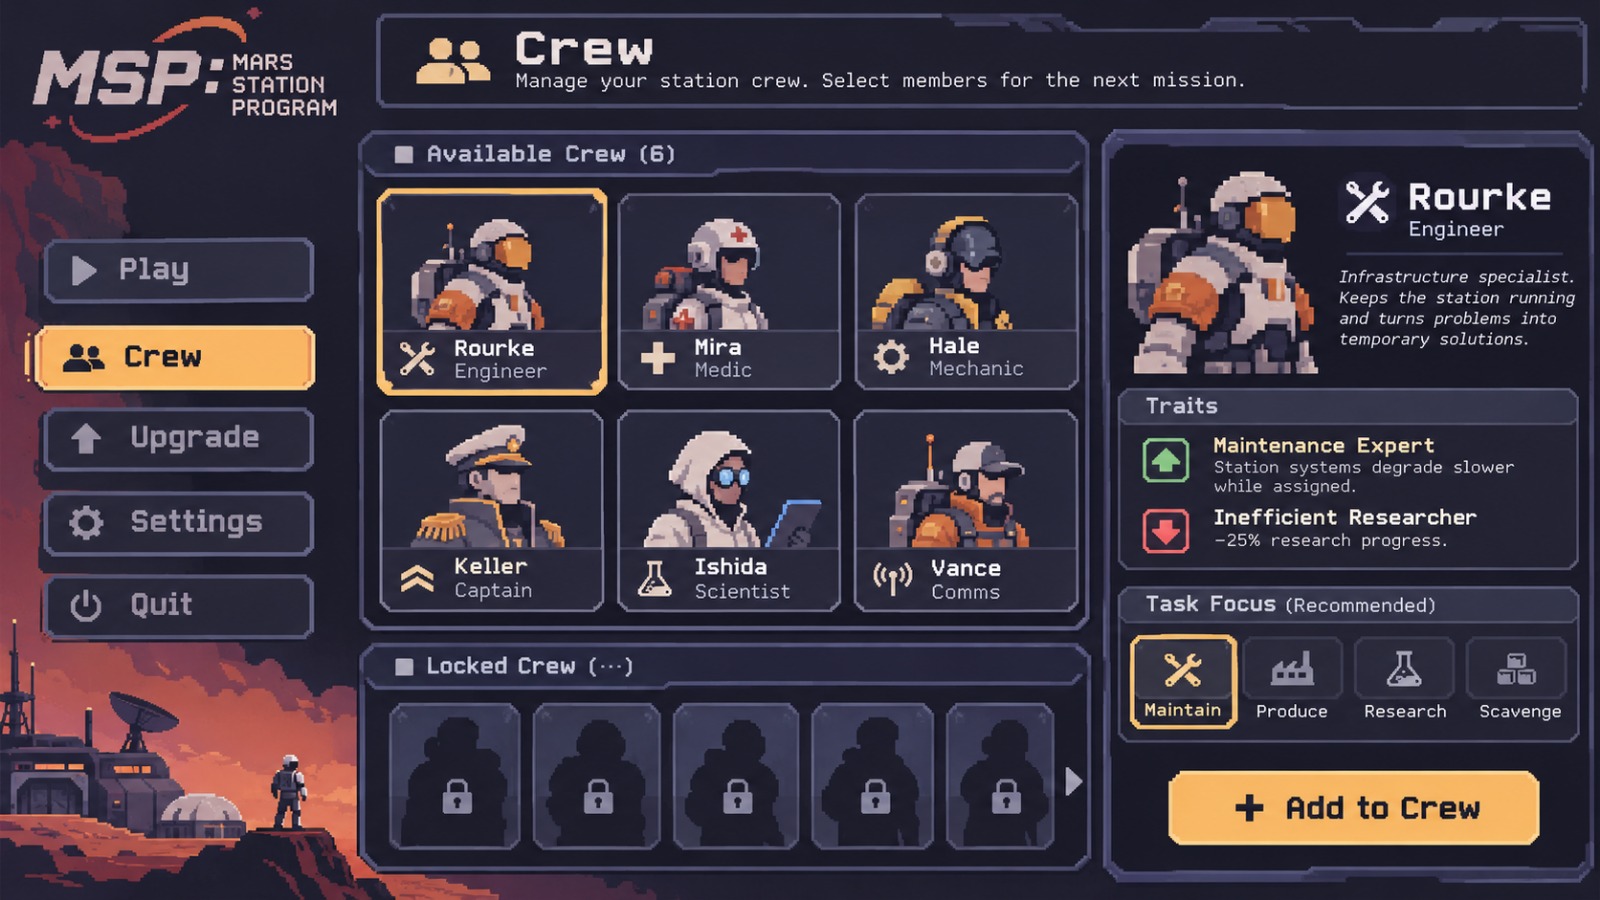 MSP: MARS
STATION
PROGRAM
Crew
Manage your station crew. Select members for the next mission.
Play
Crew
Upgrade
Settings
Quit
Available Crew (6)
Rourke
Engineer
Mira
Medic
Hale
Mechanic
Keller
Captain
Ishida
Scientist
Vance
Comms
Locked Crew (···)
Rourke
Engineer
Infrastructure specialist.
Keeps the station running
and turns problems into
temporary solutions.
Traits
Maintenance Expert
Station systems degrade slower
while assigned.
Inefficient Researcher
-25% research progress.
Task Focus (Recommended)
Maintain
Produce
Research
Scavenge
+ Add to Crew